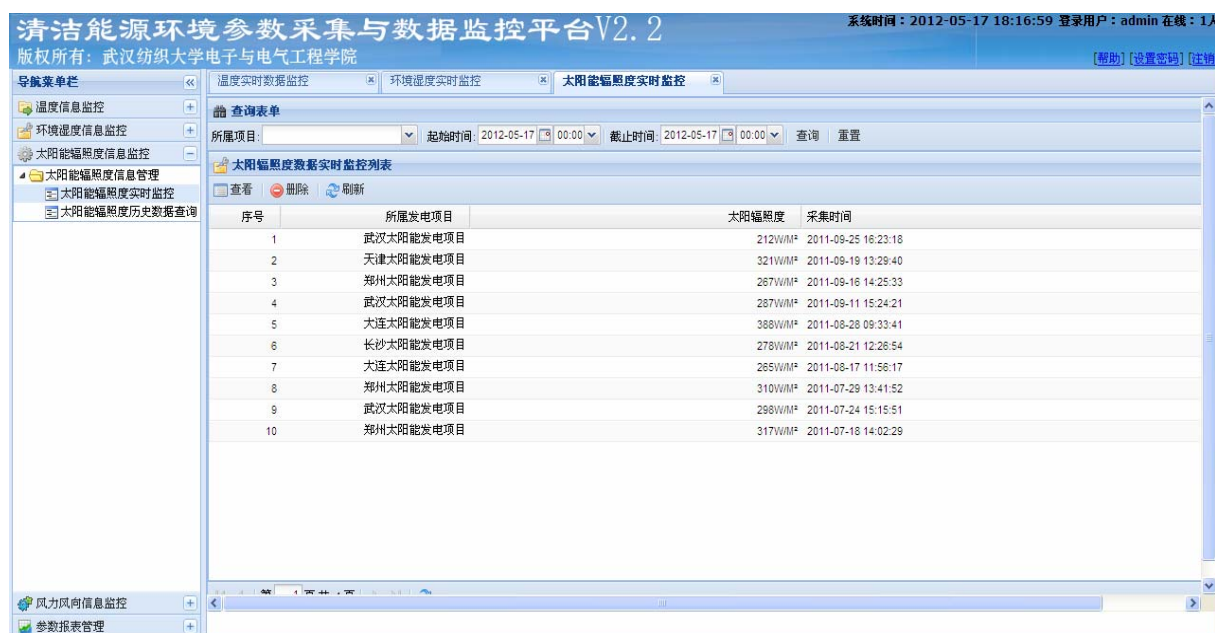 清洁能源环境参数采集与数据监控平台V2.2
系统时间：2012-05-17 18:16:59 登录用户：admin 在线：1人
版权所有：武汉纺织大学电子与电气工程学院
[帮助] [设置密码] [注销
导航菜单栏
温度实时数据监控 环境湿度实时监控 太阳能辐照度实时监控
温度信息监控
环境湿度信息监控
太阳能辐照度信息监控
太阳能辐照度信息管理
太阳能辐照度实时监控
太阳能辐照度历史数据查询
查询表单
所属项目: 起始时间: 2012-05-17 00:00 截止时间: 2012-05-17 00:00 查询 重置
太阳辐照度数据实时监控列表
查看 删除 刷新
序号 所属发电项目 太阳辐照度 采集时间
1 武汉太阳能发电项目 212W/M² 2011-09-25 16:23:18
2 天津太阳能发电项目 321W/M² 2011-09-19 13:29:40
3 郑州太阳能发电项目 267W/M² 2011-09-16 14:25:33
4 武汉太阳能发电项目 287W/M² 2011-09-11 15:24:21
5 大连太阳能发电项目 388W/M² 2011-08-28 09:33:41
6 长沙太阳能发电项目 278W/M² 2011-08-21 12:26:54
7 大连太阳能发电项目 265W/M² 2011-08-17 11:56:17
8 郑州太阳能发电项目 310W/M² 2011-07-29 13:41:52
9 武汉太阳能发电项目 298W/M² 2011-07-24 15:15:51
10 郑州太阳能发电项目 317W/M² 2011-07-18 14:02:29
第 1 页 共 1 页
风力风向信息监控
参数报表管理